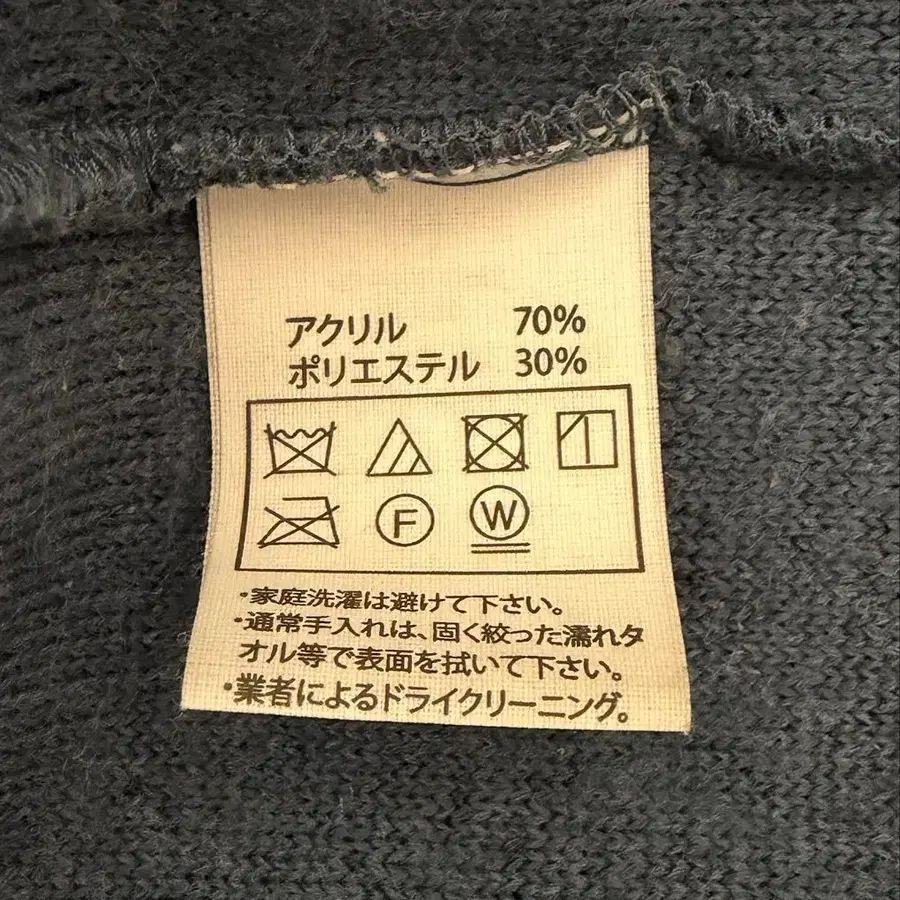 アクリル 70%
ポリエステル 30%
F W
・家庭洗濯は避けて下さい。
・通常手入れは、固く絞った濡れタ
オル等で表面を拭いて下さい。
・業者によるドライクリーニング。